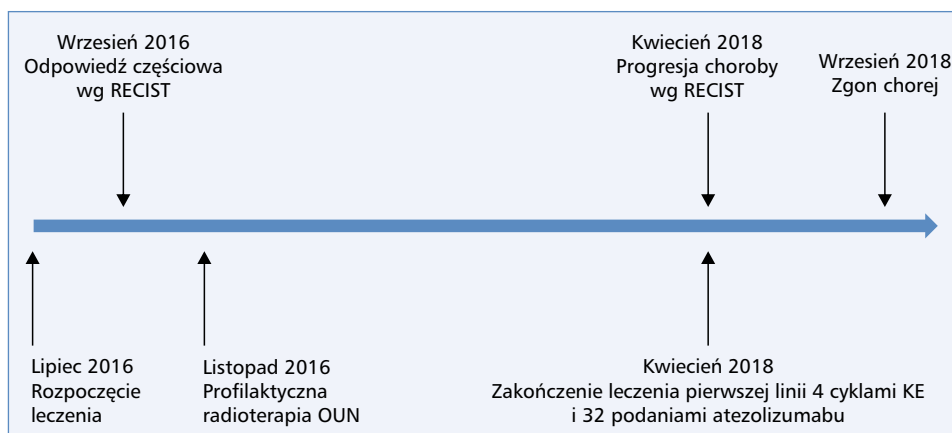 Wrzesień 2016
Odpowiedź częściowa
wg RECIST
Kwiecień 2018
Progresja choroby
wg RECIST
Wrzesień 2018
Zgon chorej
Lipiec 2016
Rozpoczęcie
leczenia
Listopad 2016
Profilaktyczna
radioterapia OUN
Kwiecień 2018
Zakończenie leczenia pierwszej linii 4 cyklami KE
i 32 podaniami atezolizumabu